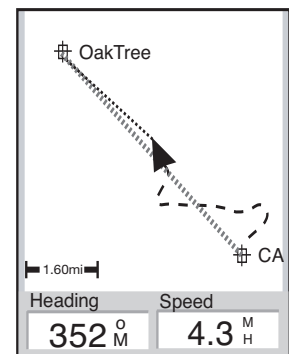 OakTree
CA
1.60mi
Heading Speed
352 º M 4.3 M H